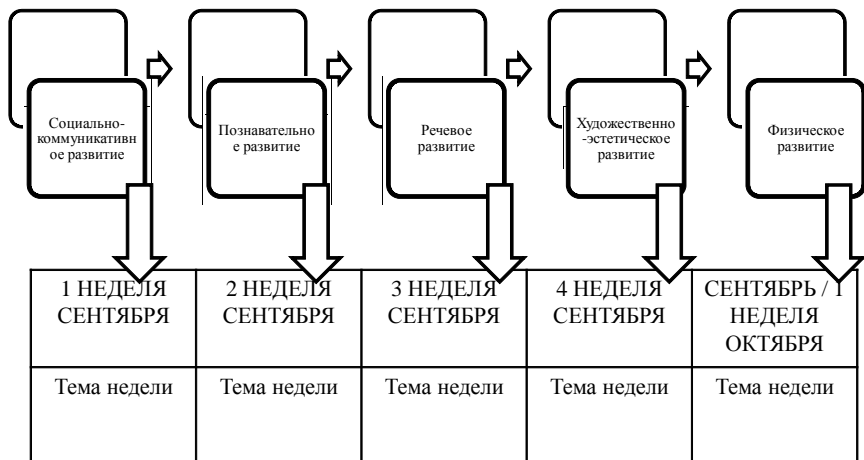 Социально-
коммуникативн
ое развитие
Познавательно
е развитие
Речевое
развитие
Художественно
-эстетическое
развитие
Физическое
развитие
1 НЕДЕЛЯ
СЕНТЯБРЯ
2 НЕДЕЛЯ
СЕНТЯБРЯ
3 НЕДЕЛЯ
СЕНТЯБРЯ
4 НЕДЕЛЯ
СЕНТЯБРЯ
СЕНТЯБРЬ / 1
НЕДЕЛЯ
ОКТЯБРЯ
Тема недели
Тема недели
Тема недели
Тема недели
Тема недели